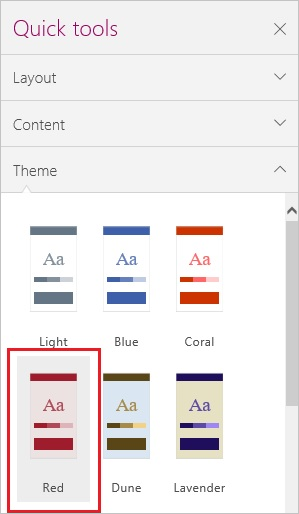 Quick tools
Layout
Content
Theme
Aa Aa Aa
Light Blue Coral
Aa Aa Aa
Red Dune Lavender